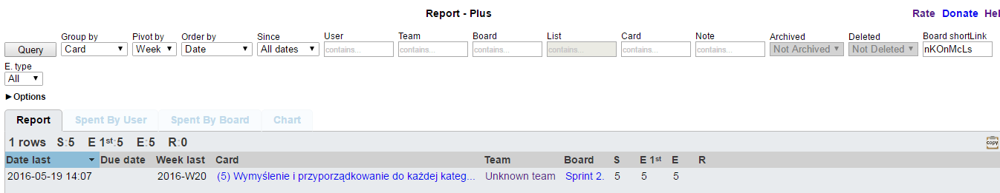 Report - Plus
Rate Donate Hel
Group by Pivot by Order by Since User Team Board List Card Note Archived Deleted Board shortLink
Query Card Week Date All dates contains... contains... contains... contains... contains... contains... Not Archived Not Deleted nKOnMcLs
E. type
All
Options
Report Spent By User Spent By Board Chart
1 rows S:5 E 1st:5 E:5 R:0
copy
Date last Due date Week last Card Team Board S E 1st E R
2016-05-19 14:07 2016-W20 (5) Wymyślenie i przyporządkowanie do każdej kateg... Unknown team Sprint 2. 5 5 5